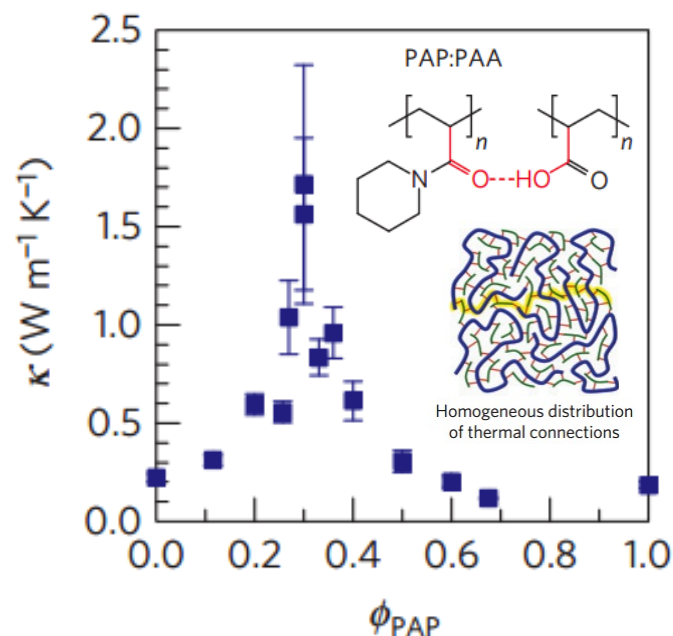 2.5
2.0
1.5
1.0
0.5
0.0
κ (W m⁻¹ K⁻¹)
0.0 0.2 0.4 0.6 0.8 1.0
ϕPAP
PAP:PAA
n n
N O---HO O
Homogeneous distribution
of thermal connections